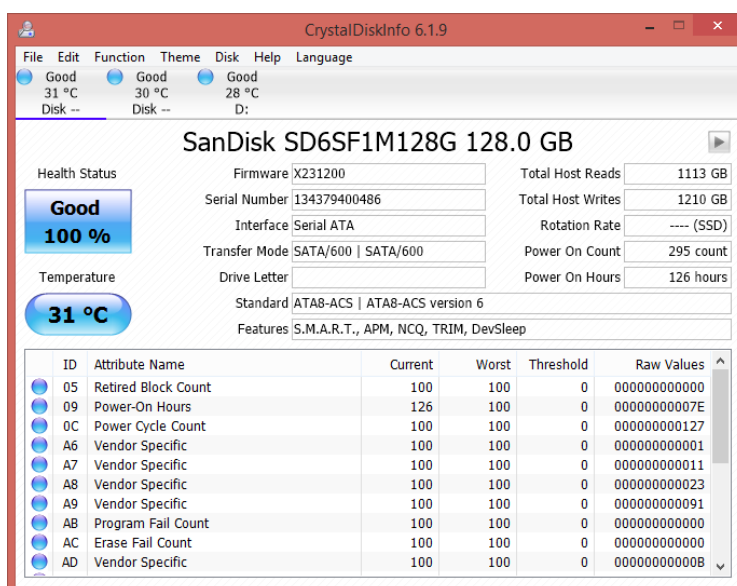 CrystalDiskInfo 6.1.9
File Edit Function Theme Disk Help Language
Good Good Good
31 °C 30 °C 28 °C
Disk -- Disk -- D:
SanDisk SD6SF1M128G 128.0 GB
Health Status
Good
100 %
Temperature
31 °C
Firmware X231200
Serial Number 134379400486
Interface Serial ATA
Transfer Mode SATA/600 | SATA/600
Drive Letter
Standard ATA8-ACS | ATA8-ACS version 6
Features S.M.A.R.T., APM, NCQ, TRIM, DevSleep
Total Host Reads 1113 GB
Total Host Writes 1210 GB
Rotation Rate ---- (SSD)
Power On Count 295 count
Power On Hours 126 hours
ID Attribute Name Current Worst Threshold Raw Values
05 Retired Block Count 100 100 0 000000000000
09 Power-On Hours 126 100 0 00000000007E
0C Power Cycle Count 100 100 0 000000000127
A6 Vendor Specific 100 100 0 000000000001
A7 Vendor Specific 100 100 0 000000000011
A8 Vendor Specific 100 100 0 000000000023
A9 Vendor Specific 100 100 0 000000000091
AB Program Fail Count 100 100 0 000000000000
AC Erase Fail Count 100 100 0 000000000000
AD Vendor Specific 100 100 0 00000000000B